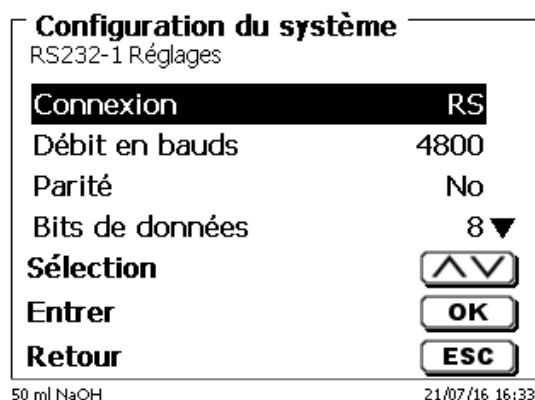 Configuration du système
RS232-1 Réglages
Connexion RS
Débit en bauds 4800
Parité No
Bits de données 8 ▼
Sélection
Entrer OK
Retour ESC
50 ml NaOH 21/07/16 16:33